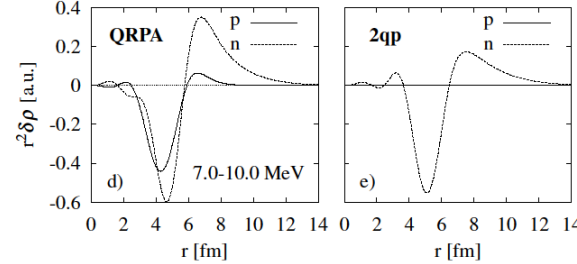 QRPA
p
n
2qp
p
n
r²δρ [a.u.]
0.4
0.2
0
-0.2
-0.4
-0.6
d)
7.0-10.0 MeV
e)
0 2 4 6 8 10 12 14
0 2 4 6 8 10 12 14
r [fm]
r [fm]